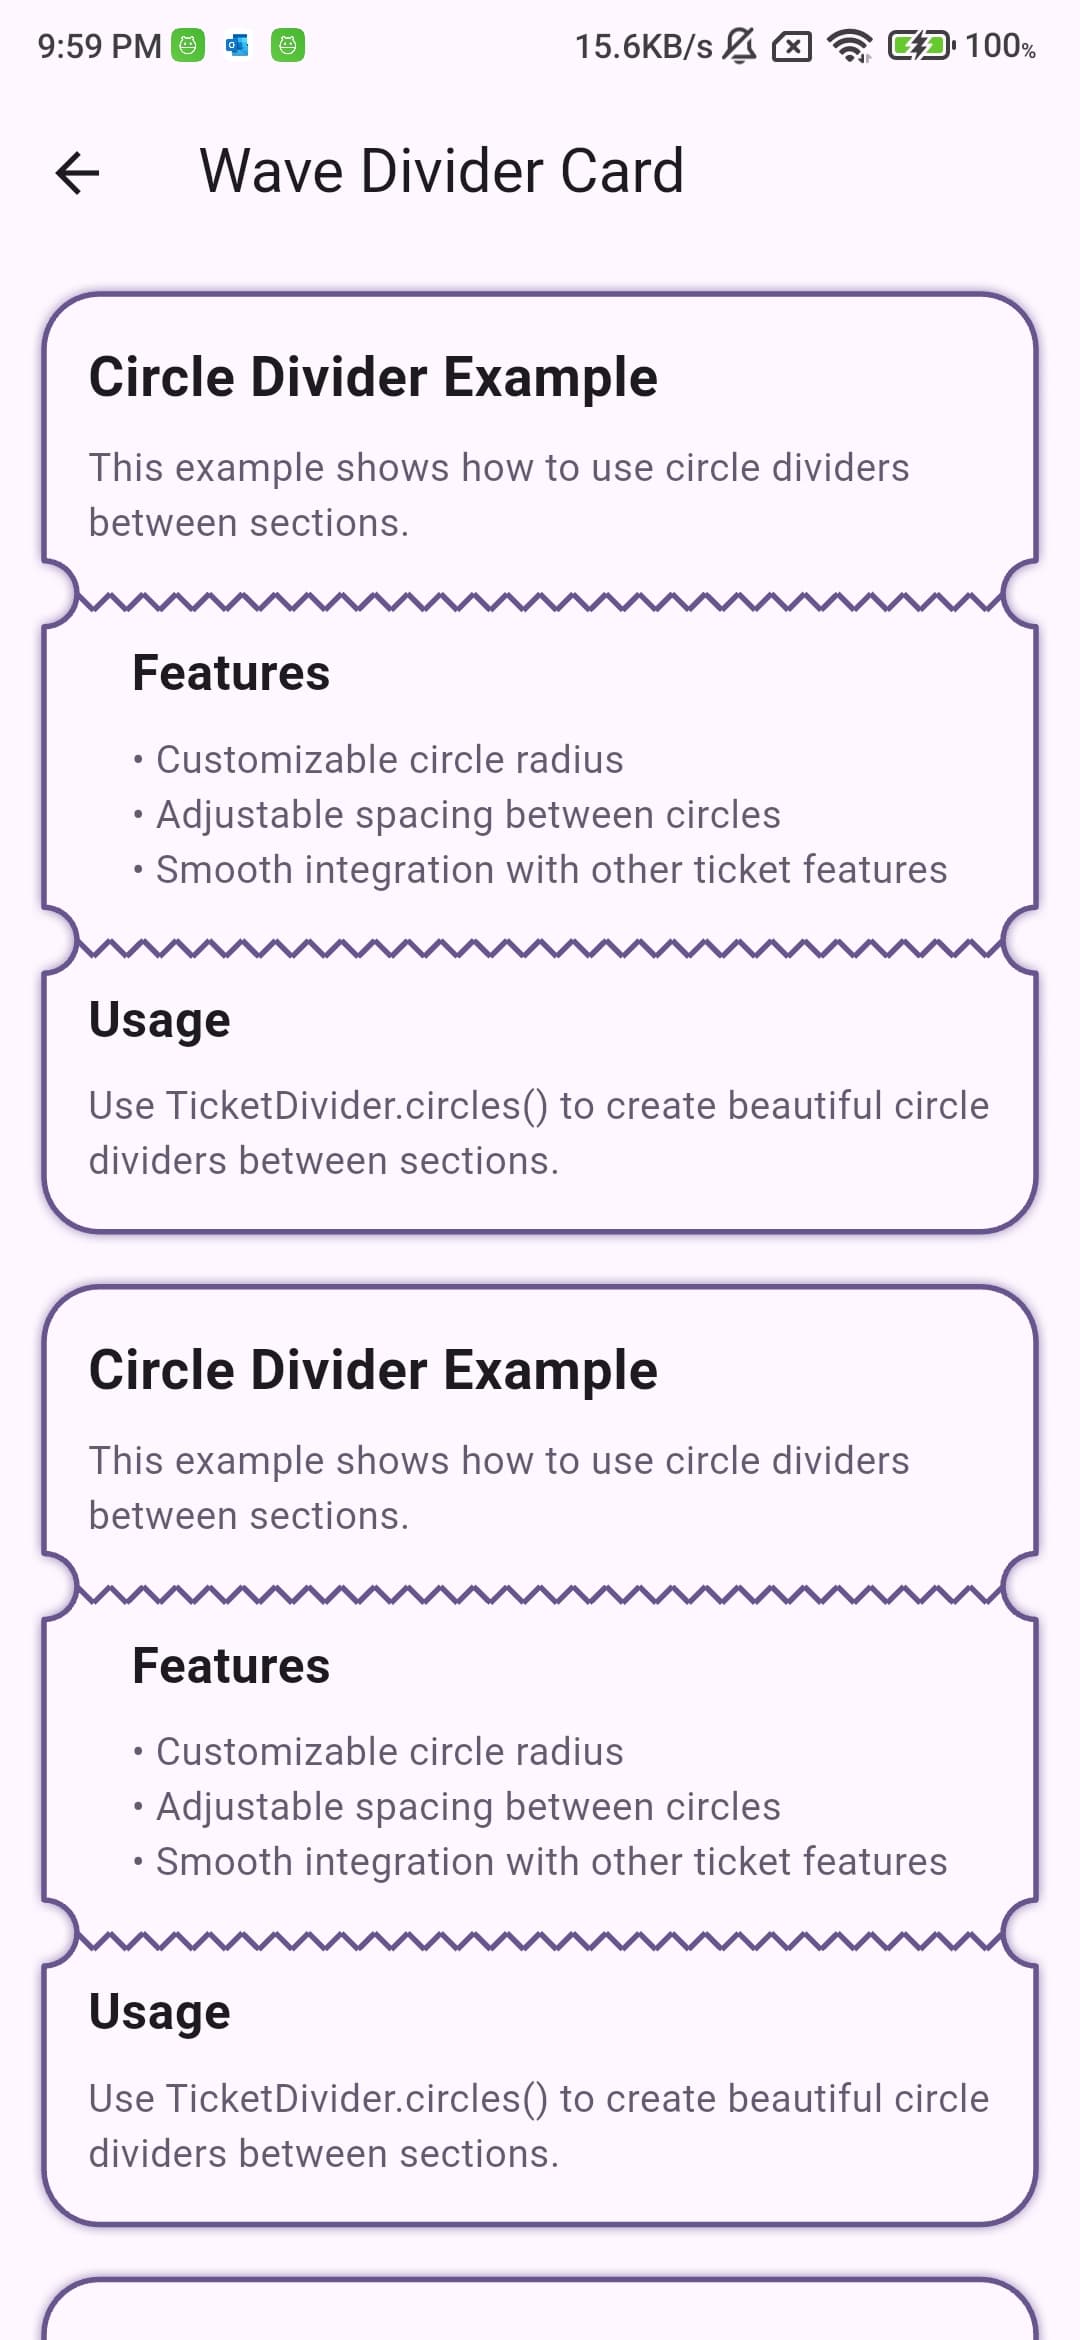 9:59 PM 15.6KB/s 100%
Wave Divider Card
Circle Divider Example
This example shows how to use circle dividers
between sections.
Features
• Customizable circle radius
• Adjustable spacing between circles
• Smooth integration with other ticket features
Usage
Use TicketDivider.circles() to create beautiful circle
dividers between sections.
Circle Divider Example
This example shows how to use circle dividers
between sections.
Features
• Customizable circle radius
• Adjustable spacing between circles
• Smooth integration with other ticket features
Usage
Use TicketDivider.circles() to create beautiful circle
dividers between sections.